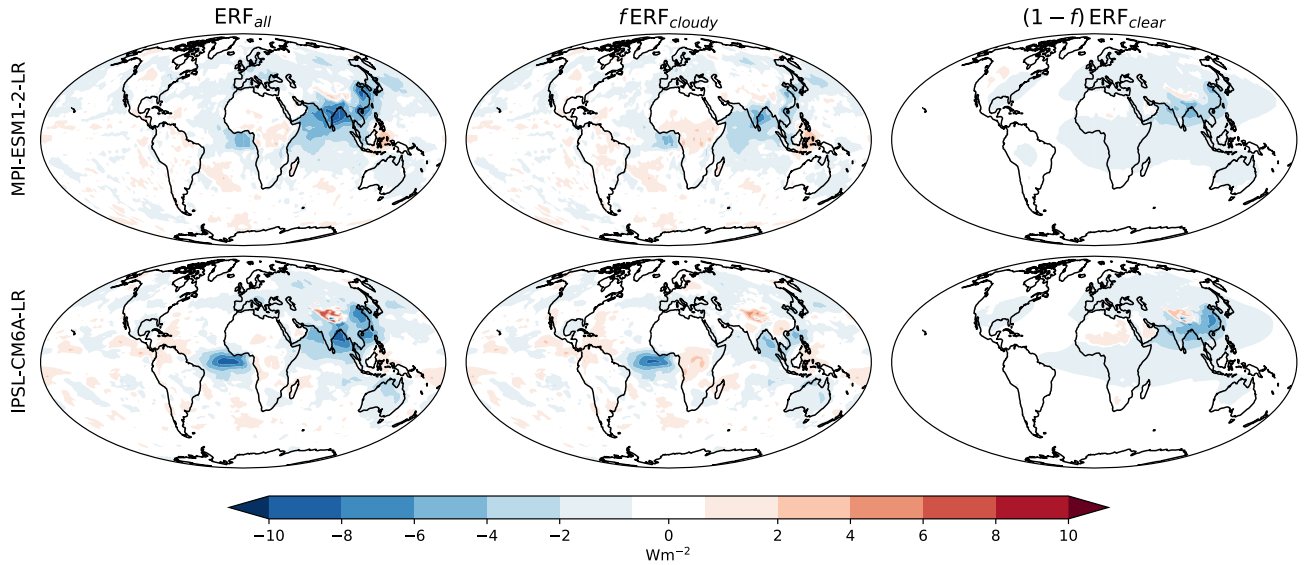 ERF_all f ERF_cloudy (1 − f) ERF_clear
MPI-ESM1-2-LR
IPSL-CM6A-LR
−10 −8 −6 −4 −2 0 2 4 6 8 10
Wm⁻²